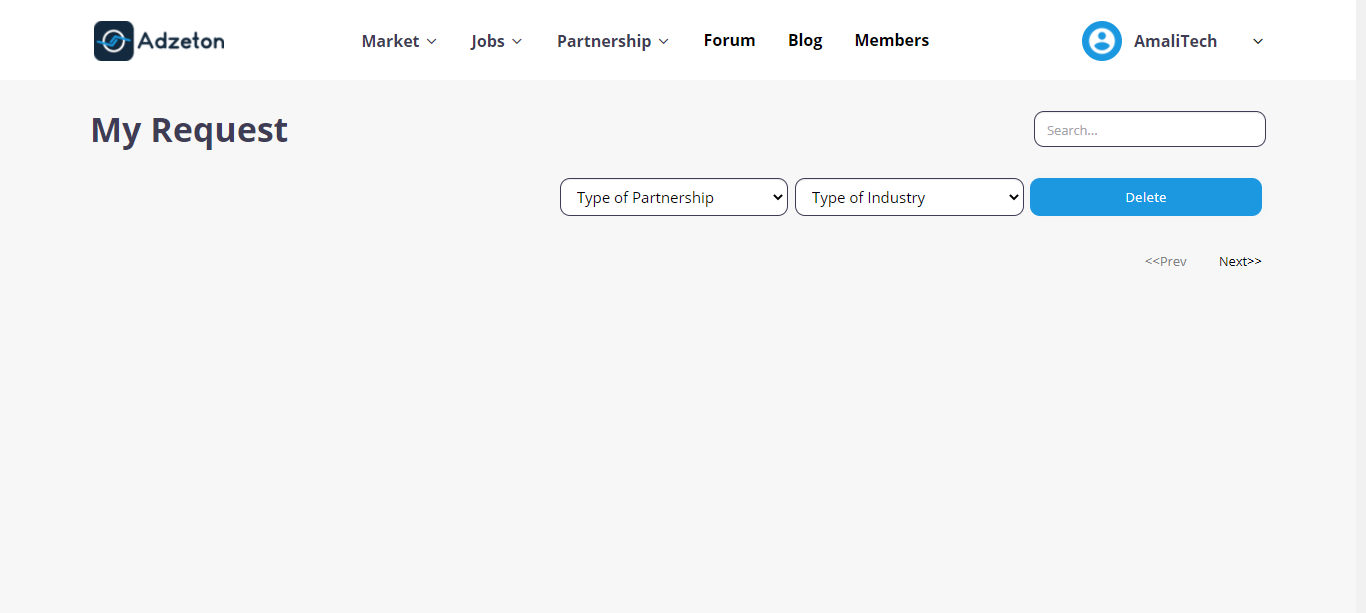 Adzeton Market Jobs Partnership Forum Blog Members AmaliTech
My Request Search...
Type of Partnership Type of Industry Delete
<<Prev Next>>